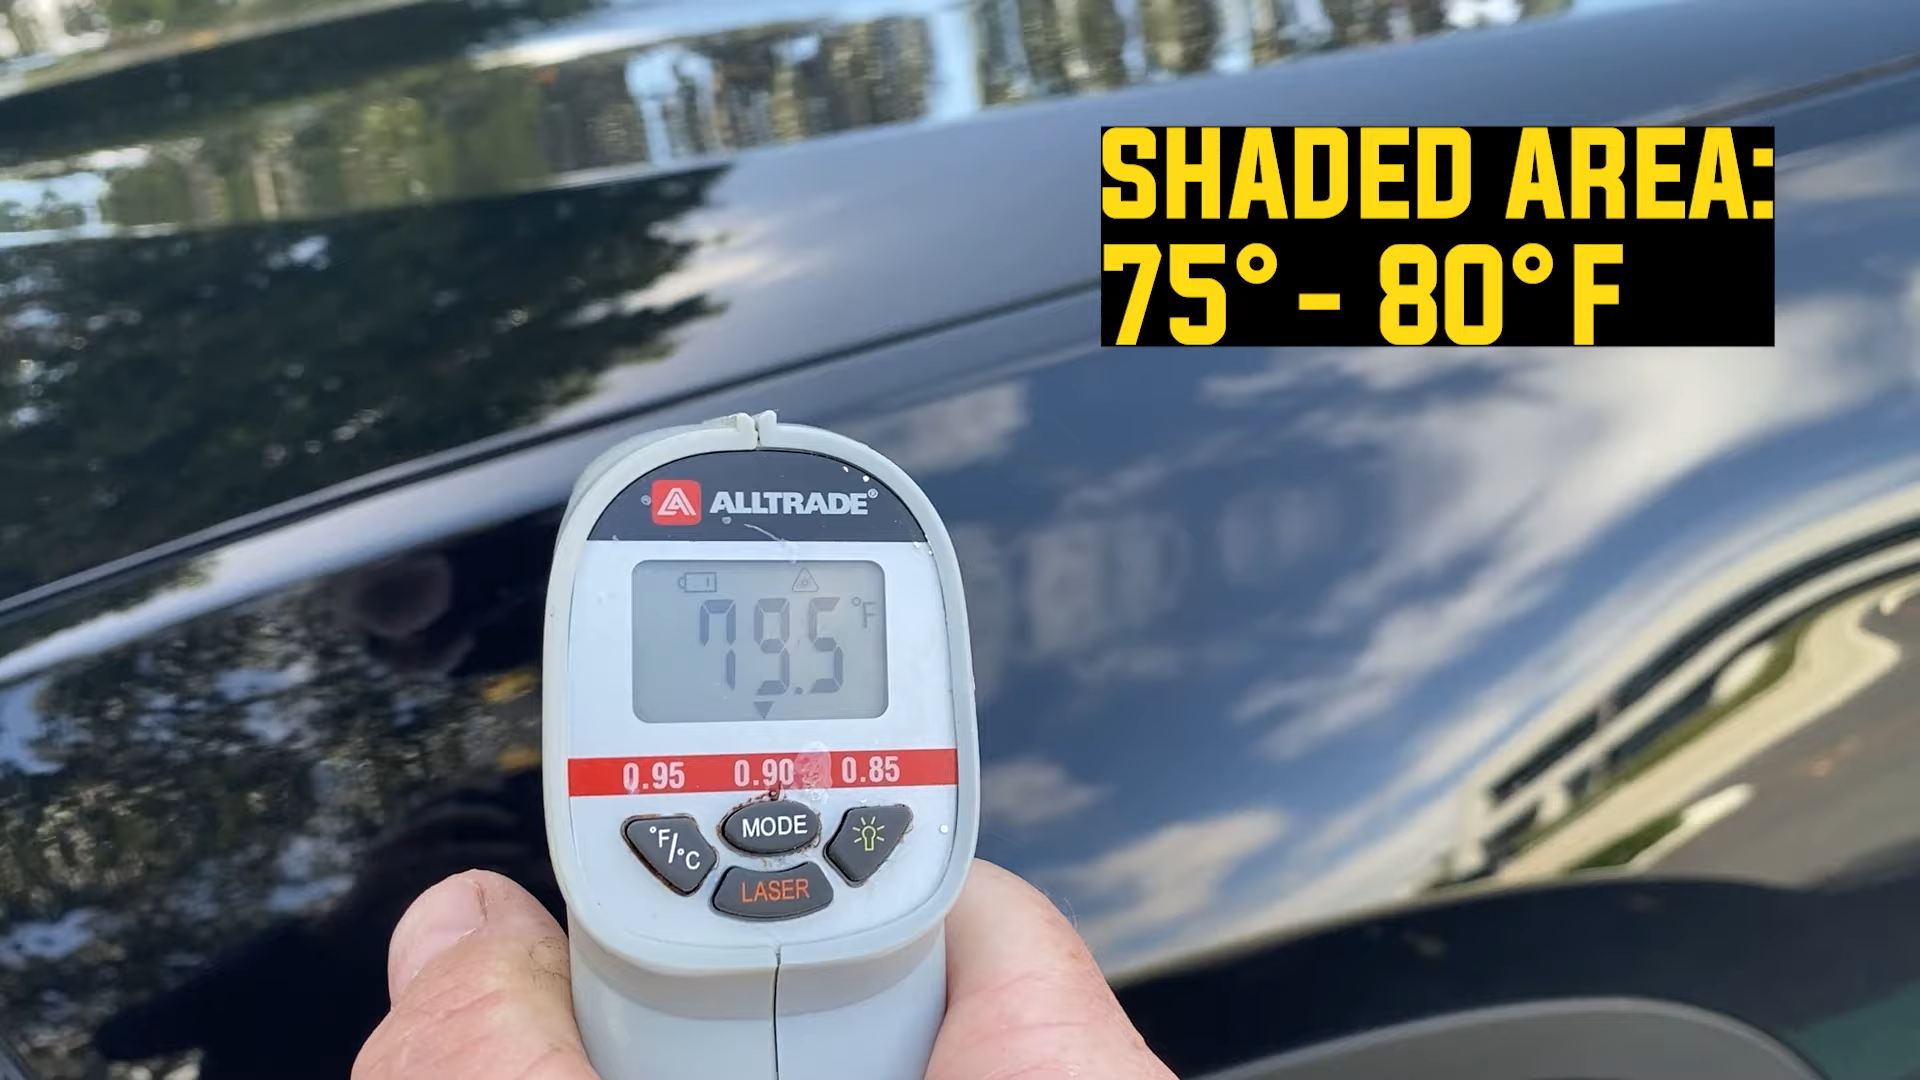 SHADED AREA:
75° - 80° F
ALLTRADE®
79.5 °F
0.95 0.90 0.85
°F/°C
MODE
LASER